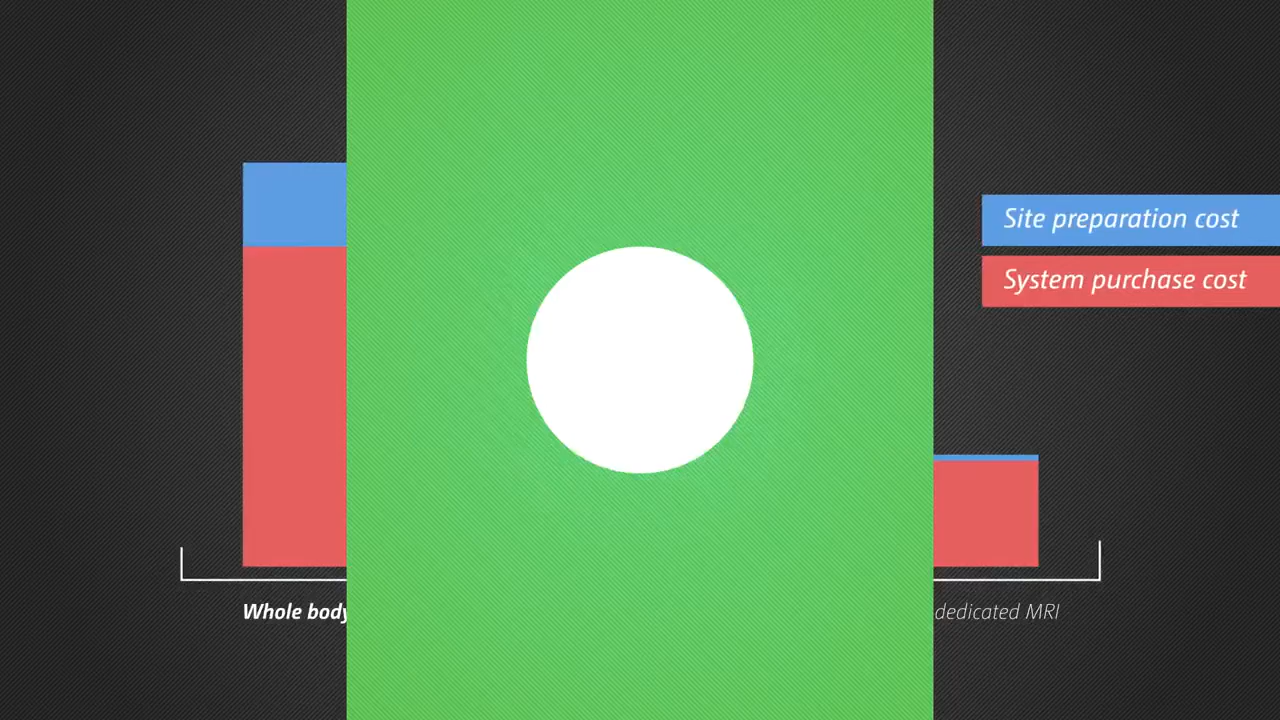 Site preparation cost
System purchase cost
Whole body
dedicated MRI